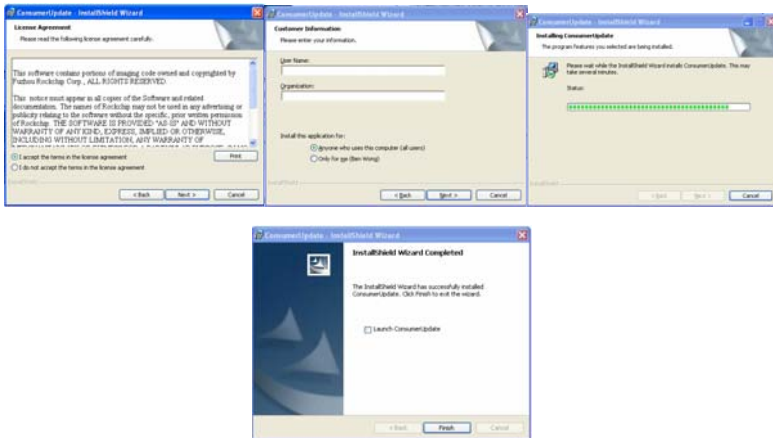 ConsumerUpdate - InstallShield Wizard
License Agreement
Please read the following license agreement carefully.
This software contains portions of imaging code owned and copyrighted by
Fuzhou Rockchip Corp., ALL RIGHTS RESERVED.
This notice must appear in all copies of the Software and related
documentation. The names of Rockchip may not be used in any advertising or
publicity relating to the software without the specific, prior written permission
of Rockchip. THE SOFTWARE IS PROVIDED "AS-IS" AND WITHOUT
WARRANTY OF ANY KIND, EXPRESS, IMPLIED OR OTHERWISE,
INCLUDING WITHOUT LIMITATION, ANY WARRANTY OF
I accept the terms in the license agreement
Print
I do not accept the terms in the license agreement
InstallShield
< Back Next > Cancel
ConsumerUpdate - InstallShield Wizard
Customer Information
Please enter your information.
User Name:
Organization:
Install this application for:
Anyone who uses this computer (all users)
Only for me (Ben Wong)
InstallShield
< Back Next > Cancel
ConsumerUpdate - InstallShield Wizard
Installing ConsumerUpdate
The program features you selected are being installed.
Please wait while the InstallShield Wizard installs ConsumerUpdate. This may
take several minutes.
Status:
InstallShield
< Back Next > Cancel
ConsumerUpdate - InstallShield Wizard
InstallShield Wizard Completed
The InstallShield Wizard has successfully installed
ConsumerUpdate. Click Finish to exit the wizard.
Launch ConsumerUpdate
< Back Finish Cancel